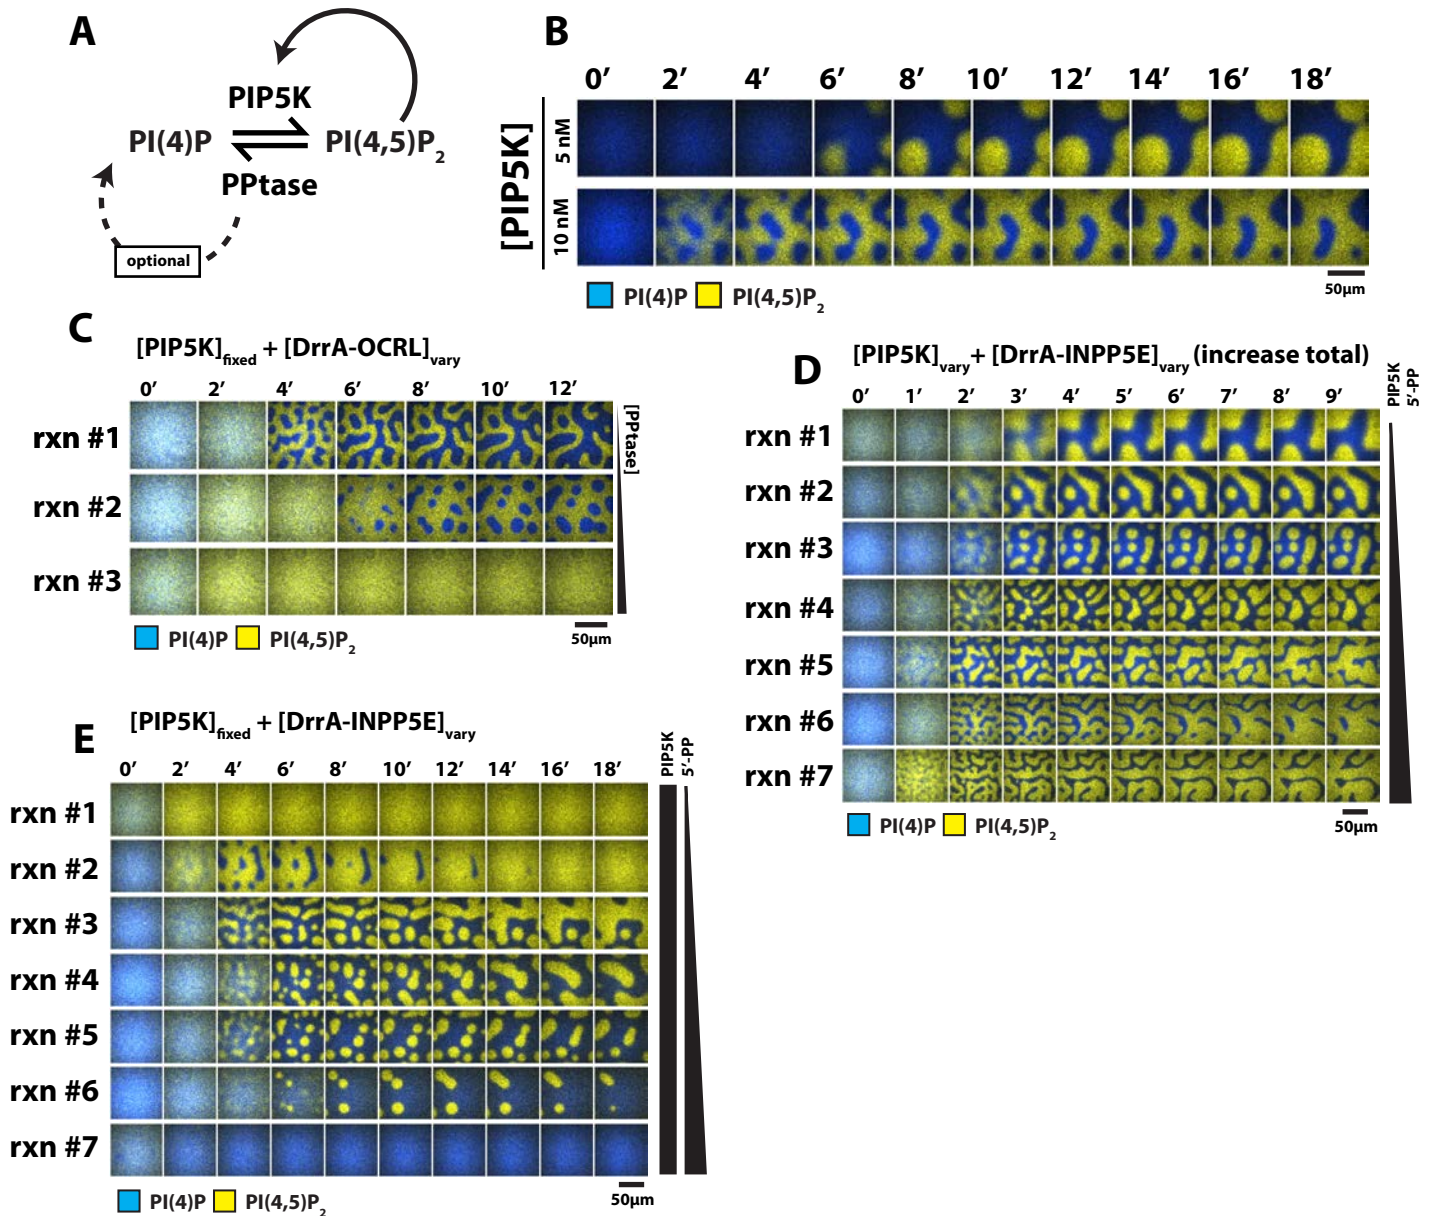 A
PIP5K
PI(4)P
PI(4,5)P2
PPtase
optional
B
0’ 2’ 4’ 6’ 8’ 10’ 12’ 14’ 16’ 18’
[PIP5K]
5 nM
10 nM
PI(4)P PI(4,5)P2
50µm
C
[PIP5K]fixed + [DrrA-OCRL]vary
0’ 2’ 4’ 6’ 8’ 10’ 12’
rxn #1
rxn #2
rxn #3
[PPtase]
PI(4)P PI(4,5)P2
50µm
D
[PIP5K]vary + [DrrA-INPP5E]vary (increase total)
0’ 1’ 2’ 3’ 4’ 5’ 6’ 7’ 8’ 9’
PIP5K
5’-PP
rxn #1
rxn #2
rxn #3
rxn #4
rxn #5
rxn #6
rxn #7
PI(4)P PI(4,5)P2
50µm
E
[PIP5K]fixed + [DrrA-INPP5E]vary
0’ 2’ 4’ 6’ 8’ 10’ 12’ 14’ 16’ 18’
PIP5K
5’-PP
rxn #1
rxn #2
rxn #3
rxn #4
rxn #5
rxn #6
rxn #7
PI(4)P PI(4,5)P2
50µm